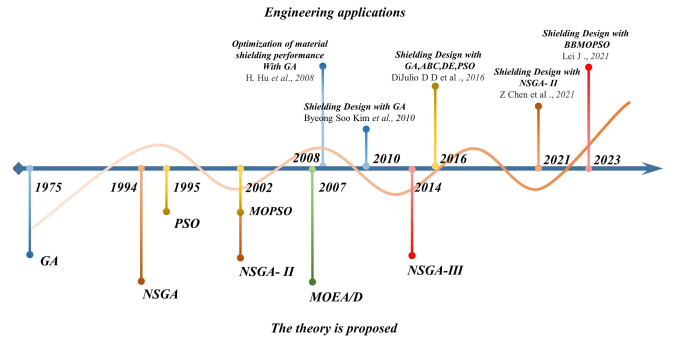 Engineering applications
Optimization of material
shielding performance
With GA
H. Hu et al., 2008
Shielding Design with GA
Byeong Soo Kim et al., 2010
Shielding Design with
GA,ABC,DE,PSO
DiJulio D D et al ., 2016
Shielding Design with
NSGA- II
Z Chen et al ., 2021
Shielding Design with
BBMOPSO
Lei J ., 2021
2008
2010
2016
2021
2023
1975
1994
1995
2002
2007
2014
GA
NSGA
PSO
MOPSO
NSGA- II
MOEA/D
NSGA-III
The theory is proposed